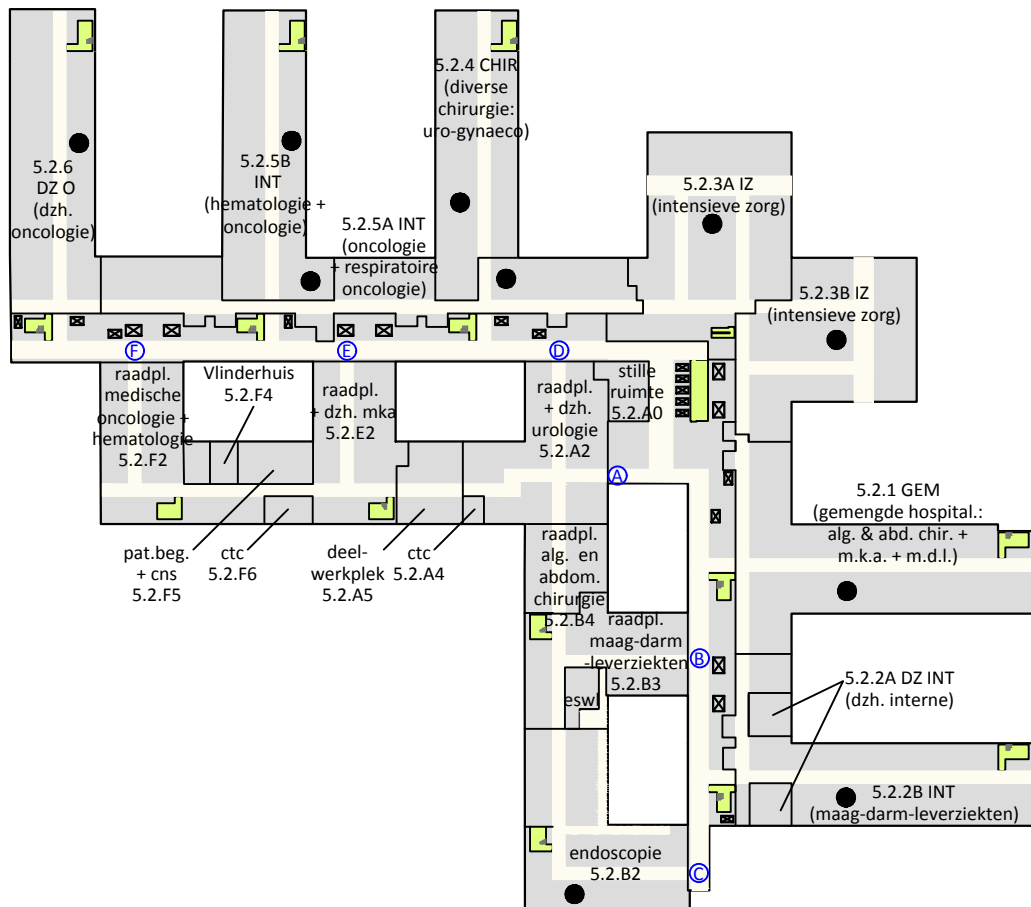 5.2.4 CHIR
(diverse
chirurgie:
uro-gynaeco)
5.2.6
DZ O
(dzh.
oncologie)
5.2.5B
INT
(hematologie +
oncologie)
5.2.5A INT
(oncologie
+ respiratoire
oncologie)
5.2.3A IZ
(intensieve zorg)
5.2.3B IZ
(intensieve zorg)
F
E
D
raadpl.
medische
oncologie +
hematologie
5.2.F2
Vlinderhuis
5.2.F4
raadpl.
+ dzh. mka
5.2.E2
raadpl.
+ dzh.
urologie
5.2.A2
stille
ruimte
5.2.A0
A
5.2.1 GEM
(gemengde hospital.:
alg. & abd. chir. +
m.k.a. + m.d.l.)
pat.beg.
+ cns
5.2.F5
ctc
5.2.F6
deel-
werkplek
5.2.A5
ctc
5.2.A4
raadpl.
alg. en
abdom.
chirurgie
5.2.B4
raadpl.
maag-darm
-leverziekten
5.2.B3
B
eswl
5.2.2A DZ INT
(dzh. interne)
5.2.2B INT
(maag-darm-leverziekten)
endoscopie
5.2.B2
C